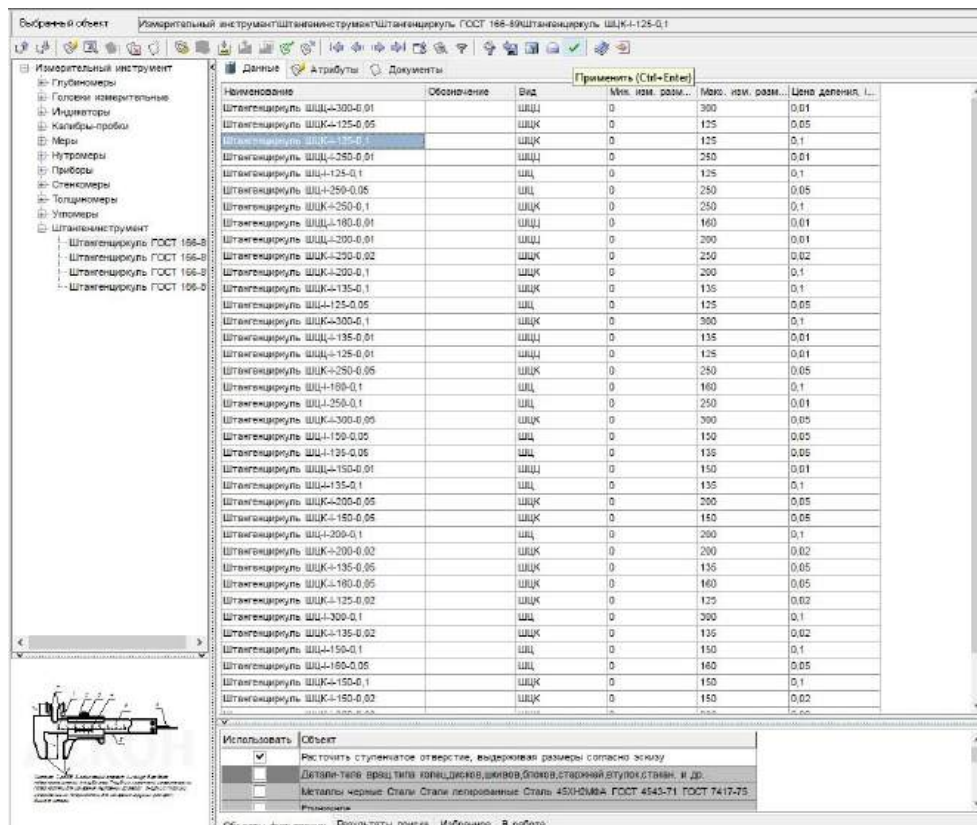 Выбранный объект Измерительный инструмент\Штангенинструмент\Штангенциркуль ГОСТ 166-89\Штангенциркуль ШЦК-I-125-0,1
Данные Атрибуты Документы
Применить (Ctrl+Enter)
Измерительный инструмент
Глубиномеры
Головки измерительные
Индикаторы
Калибры-пробки
Меры
Нутромеры
Приборы
Стенкомеры
Толщиномеры
Угломеры
Штангенинструмент
Штангенциркуль ГОСТ 166-8
Штангенциркуль ГОСТ 166-8
Штангенциркуль ГОСТ 166-8
Штангенциркуль ГОСТ 166-8
Наименование Обозначение Вид Мин. изм. разм... Макс. изм. разм... Цена деления, ...
Штангенциркуль ШЦЦ-I-300-0,01 ШЦЦ 0 300 0,01
Штангенциркуль ШЦК-I-125-0,05 ШЦК 0 125 0,05
Штангенциркуль ШЦК-I-125-0,1 ШЦК 0 125 0,1
Штангенциркуль ШЦЦ-I-250-0,01 ШЦЦ 0 250 0,01
Штангенциркуль ШЦ-I-125-0,1 ШЦ 0 125 0,1
Штангенциркуль ШЦ-I-250-0,05 ШЦ 0 250 0,05
Штангенциркуль ШЦК-I-250-0,1 ШЦК 0 250 0,1
Штангенциркуль ШЦЦ-I-160-0,01 ШЦЦ 0 160 0,01
Штангенциркуль ШЦЦ-I-200-0,01 ШЦЦ 0 200 0,01
Штангенциркуль ШЦК-I-250-0,02 ШЦК 0 250 0,02
Штангенциркуль ШЦК-I-200-0,1 ШЦК 0 200 0,1
Штангенциркуль ШЦК-I-135-0,1 ШЦК 0 135 0,1
Штангенциркуль ШЦ-I-125-0,05 ШЦ 0 125 0,05
Штангенциркуль ШЦК-I-300-0,1 ШЦК 0 300 0,1
Штангенциркуль ШЦЦ-I-135-0,01 ШЦЦ 0 135 0,01
Штангенциркуль ШЦЦ-I-125-0,01 ШЦЦ 0 125 0,01
Штангенциркуль ШЦК-I-250-0,05 ШЦК 0 250 0,05
Штангенциркуль ШЦ-I-160-0,1 ШЦ 0 160 0,1
Штангенциркуль ШЦ-I-250-0,1 ШЦ 0 250 0,01
Штангенциркуль ШЦК-I-300-0,05 ШЦК 0 300 0,05
Штангенциркуль ШЦ-I-150-0,05 ШЦ 0 150 0,05
Штангенциркуль ШЦ-I-135-0,05 ШЦ 0 135 0,05
Штангенциркуль ШЦЦ-I-150-0,01 ШЦЦ 0 150 0,01
Штангенциркуль ШЦ-I-135-0,1 ШЦ 0 135 0,1
Штангенциркуль ШЦК-I-200-0,05 ШЦК 0 200 0,05
Штангенциркуль ШЦК-I-150-0,05 ШЦК 0 150 0,05
Штангенциркуль ШЦ-I-200-0,1 ШЦ 0 200 0,1
Штангенциркуль ШЦК-I-200-0,02 ШЦК 0 200 0,02
Штангенциркуль ШЦК-I-135-0,05 ШЦК 0 135 0,05
Штангенциркуль ШЦК-I-160-0,05 ШЦК 0 160 0,05
Штангенциркуль ШЦК-I-125-0,02 ШЦК 0 125 0,02
Штангенциркуль ШЦ-I-300-0,1 ШЦ 0 300 0,1
Штангенциркуль ШЦК-I-135-0,02 ШЦК 0 135 0,02
Штангенциркуль ШЦ-I-150-0,1 ШЦ 0 150 0,1
Штангенциркуль ШЦ-I-160-0,05 ШЦ 0 160 0,05
Штангенциркуль ШЦК-I-150-0,1 ШЦК 0 150 0,1
Штангенциркуль ШЦК-I-150-0,02 ШЦК 0 150 0,02
Использовать Объект
Расточить ступенчатое отверстие, выдерживая размеры согласно эскизу
Детали-тела вращ.типа колец,дисков,шкивов,блоков,стержней,втулок,стакан. и др.
Металлы черные Стали Стали легированные Сталь 45ХН2МФА ГОСТ 4543-71 ГОСТ 7417-75
Результаты поиска Избранное В работе